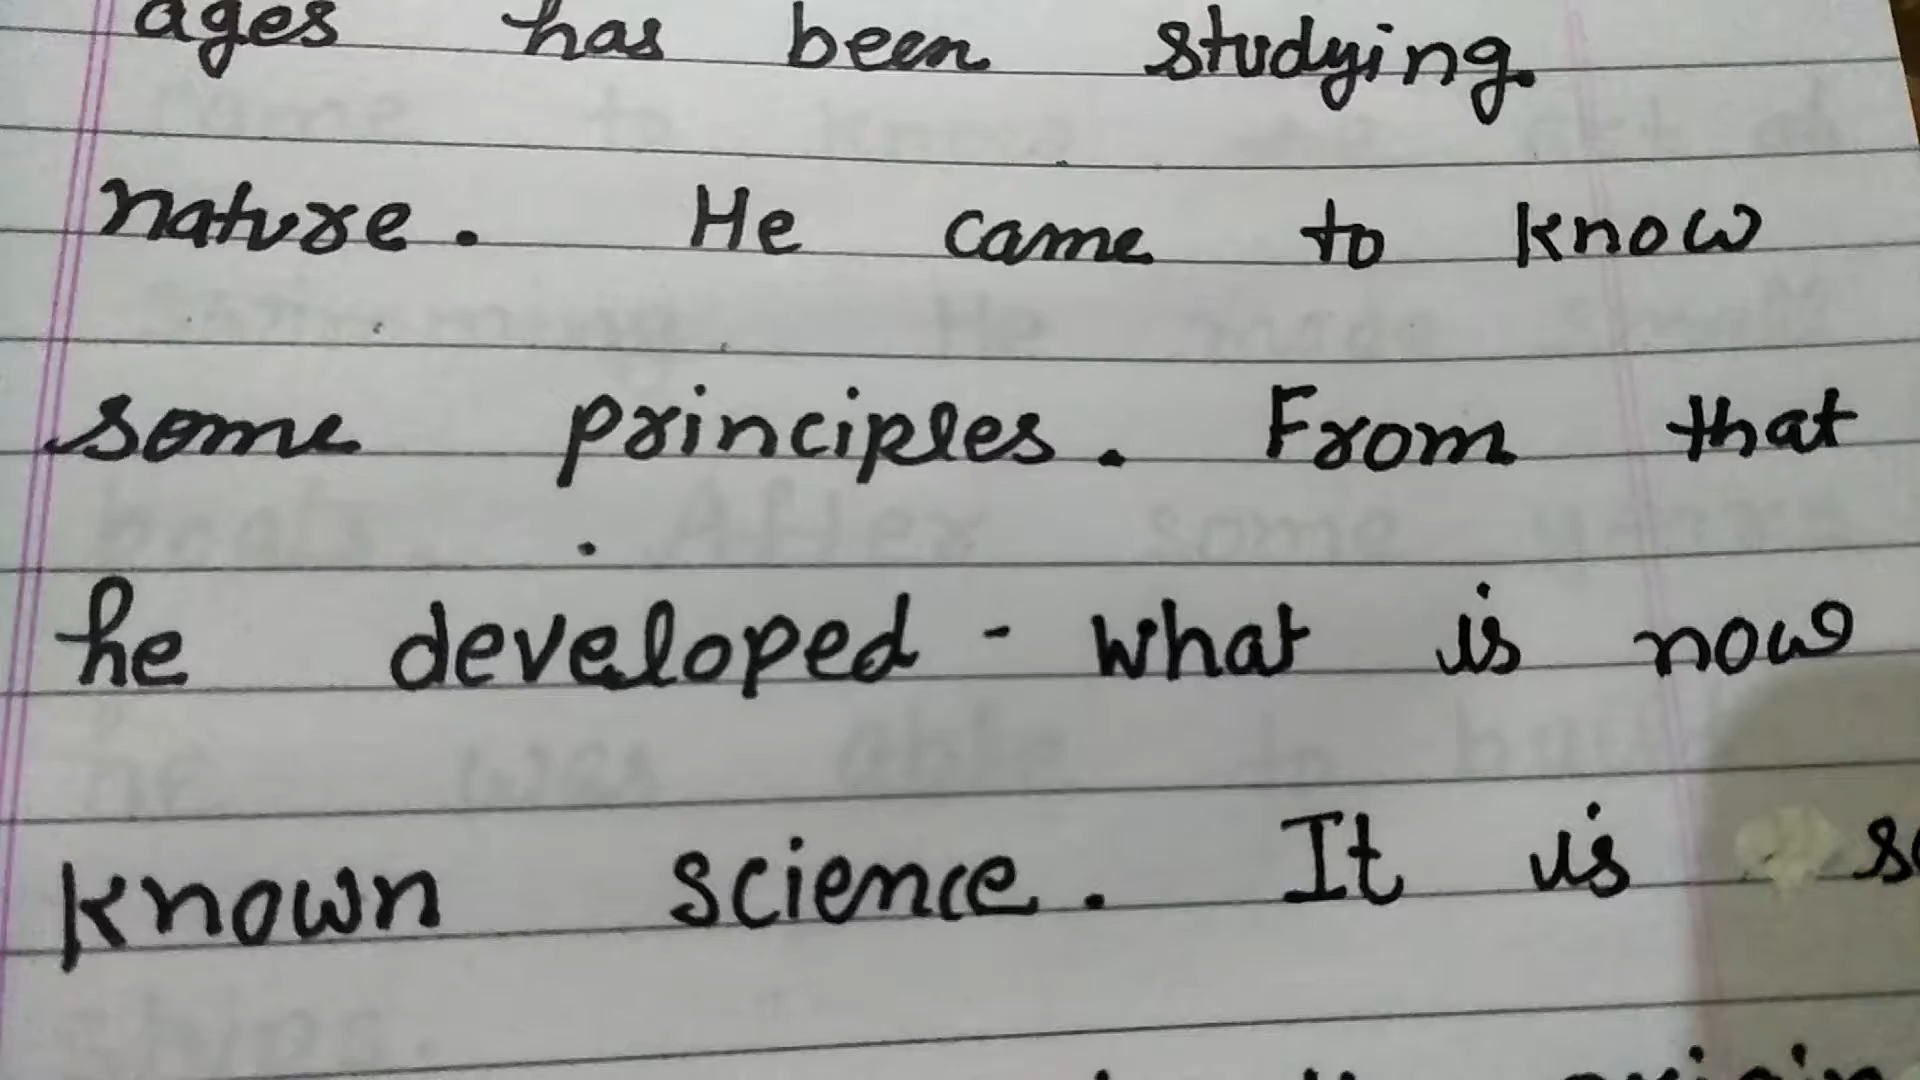 ages has been studying
nature. He came to know
some principles. From that
he developed - what is now
known science. It is